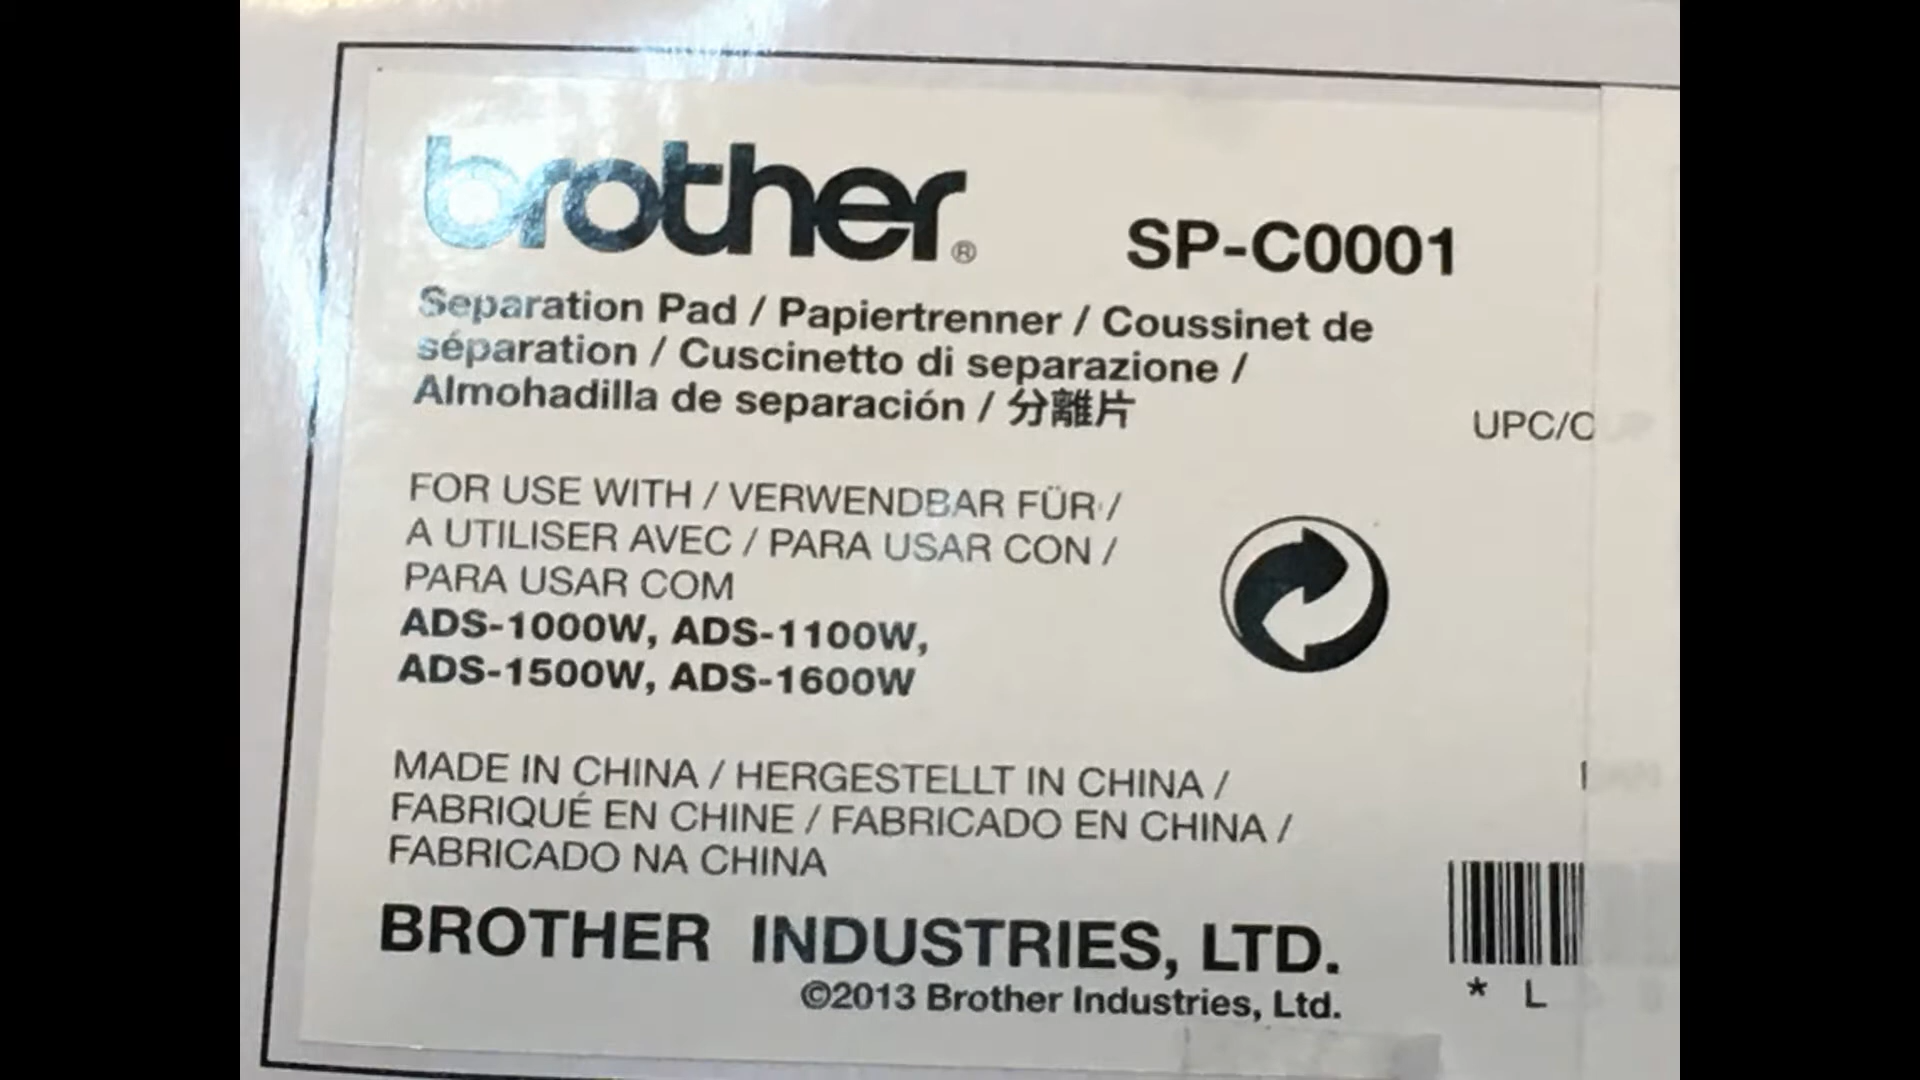 brother®
SP-C0001
Separation Pad / Papiertrenner / Coussinet de
séparation / Cuscinetto di separazione /
Almohadilla de separación / 分離片
UPC/C
FOR USE WITH / VERWENDBAR FÜR /
A UTILISER AVEC / PARA USAR CON /
PARA USAR COM
ADS-1000W, ADS-1100W,
ADS-1500W, ADS-1600W
MADE IN CHINA / HERGESTELLT IN CHINA /
FABRIQUÉ EN CHINE / FABRICADO EN CHINA /
FABRICADO NA CHINA
BROTHER INDUSTRIES, LTD.
©2013 Brother Industries, Ltd.
* L